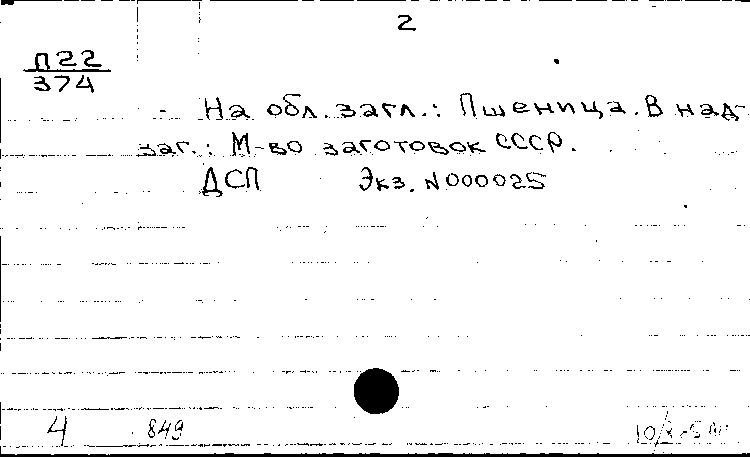 2
П22
374
На обл. загл.: Пшеница. В над-
заг.: М-во заготовок СССР.
ДСП Экз. N000025
4 849